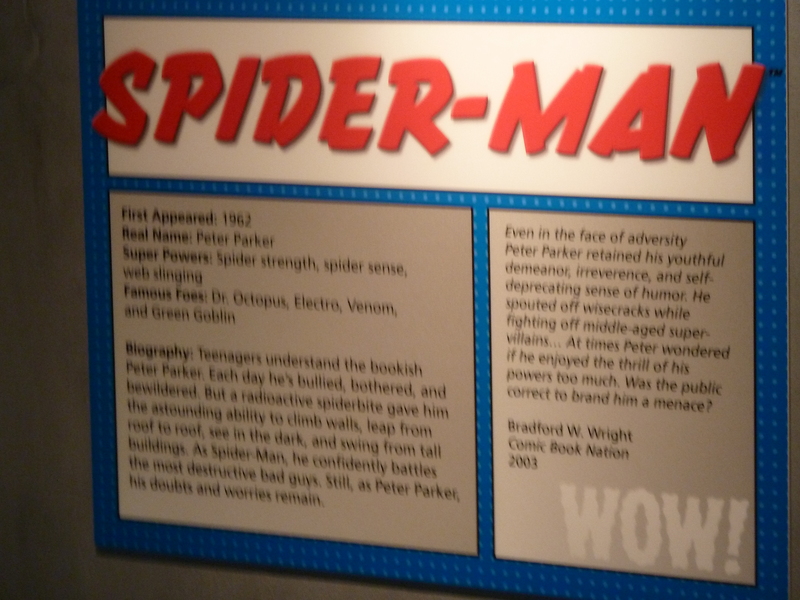 SPIDER-MAN™
First Appeared: 1962
Real Name: Peter Parker
Super Powers: Spider strength, spider sense,
web slinging
Famous Foes: Dr. Octopus, Electro, Venom,
and Green Goblin
Biography: Teenagers understand the bookish
Peter Parker. Each day he's bullied, bothered, and
bewildered. But a radioactive spiderbite gave him
the astounding ability to climb walls, leap from
roof to roof, see in the dark, and swing from tall
buildings. As Spider-Man, he confidently battles
the most destructive bad guys. Still, as Peter Parker,
his doubts and worries remain.
Even in the face of adversity
Peter Parker retained his youthful
demeanor, irreverence, and self-
deprecating sense of humor. He
spouted off wisecracks while
fighting off middle-aged super-
villains... At times Peter wondered
if he enjoyed the thrill of his
powers too much. Was the public
correct to brand him a menace?
Bradford W. Wright
Comic Book Nation
2003
WOW!